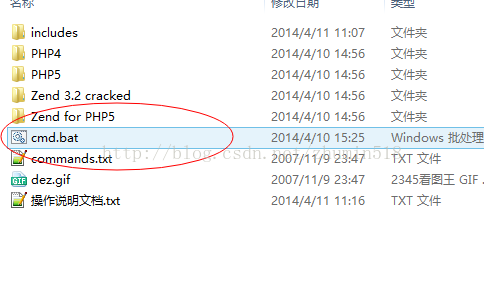 名称 修改日期 类型
includes 2014/4/11 11:07 文件夹
PHP4 2014/4/10 14:56 文件夹
PHP5 2014/4/10 14:56 文件夹
Zend 3.2 cracked 2014/4/10 14:56 文件夹
Zend for PHP5 2014/4/10 14:56 文件夹
cmd.bat 2014/4/10 15:25 Windows 批处理
commands.txt 2007/11/9 23:47 TXT 文件
dez.gif 2007/11/9 23:47 2345看图王 GIF
操作说明文档.txt 2014/4/11 11:16 TXT 文件